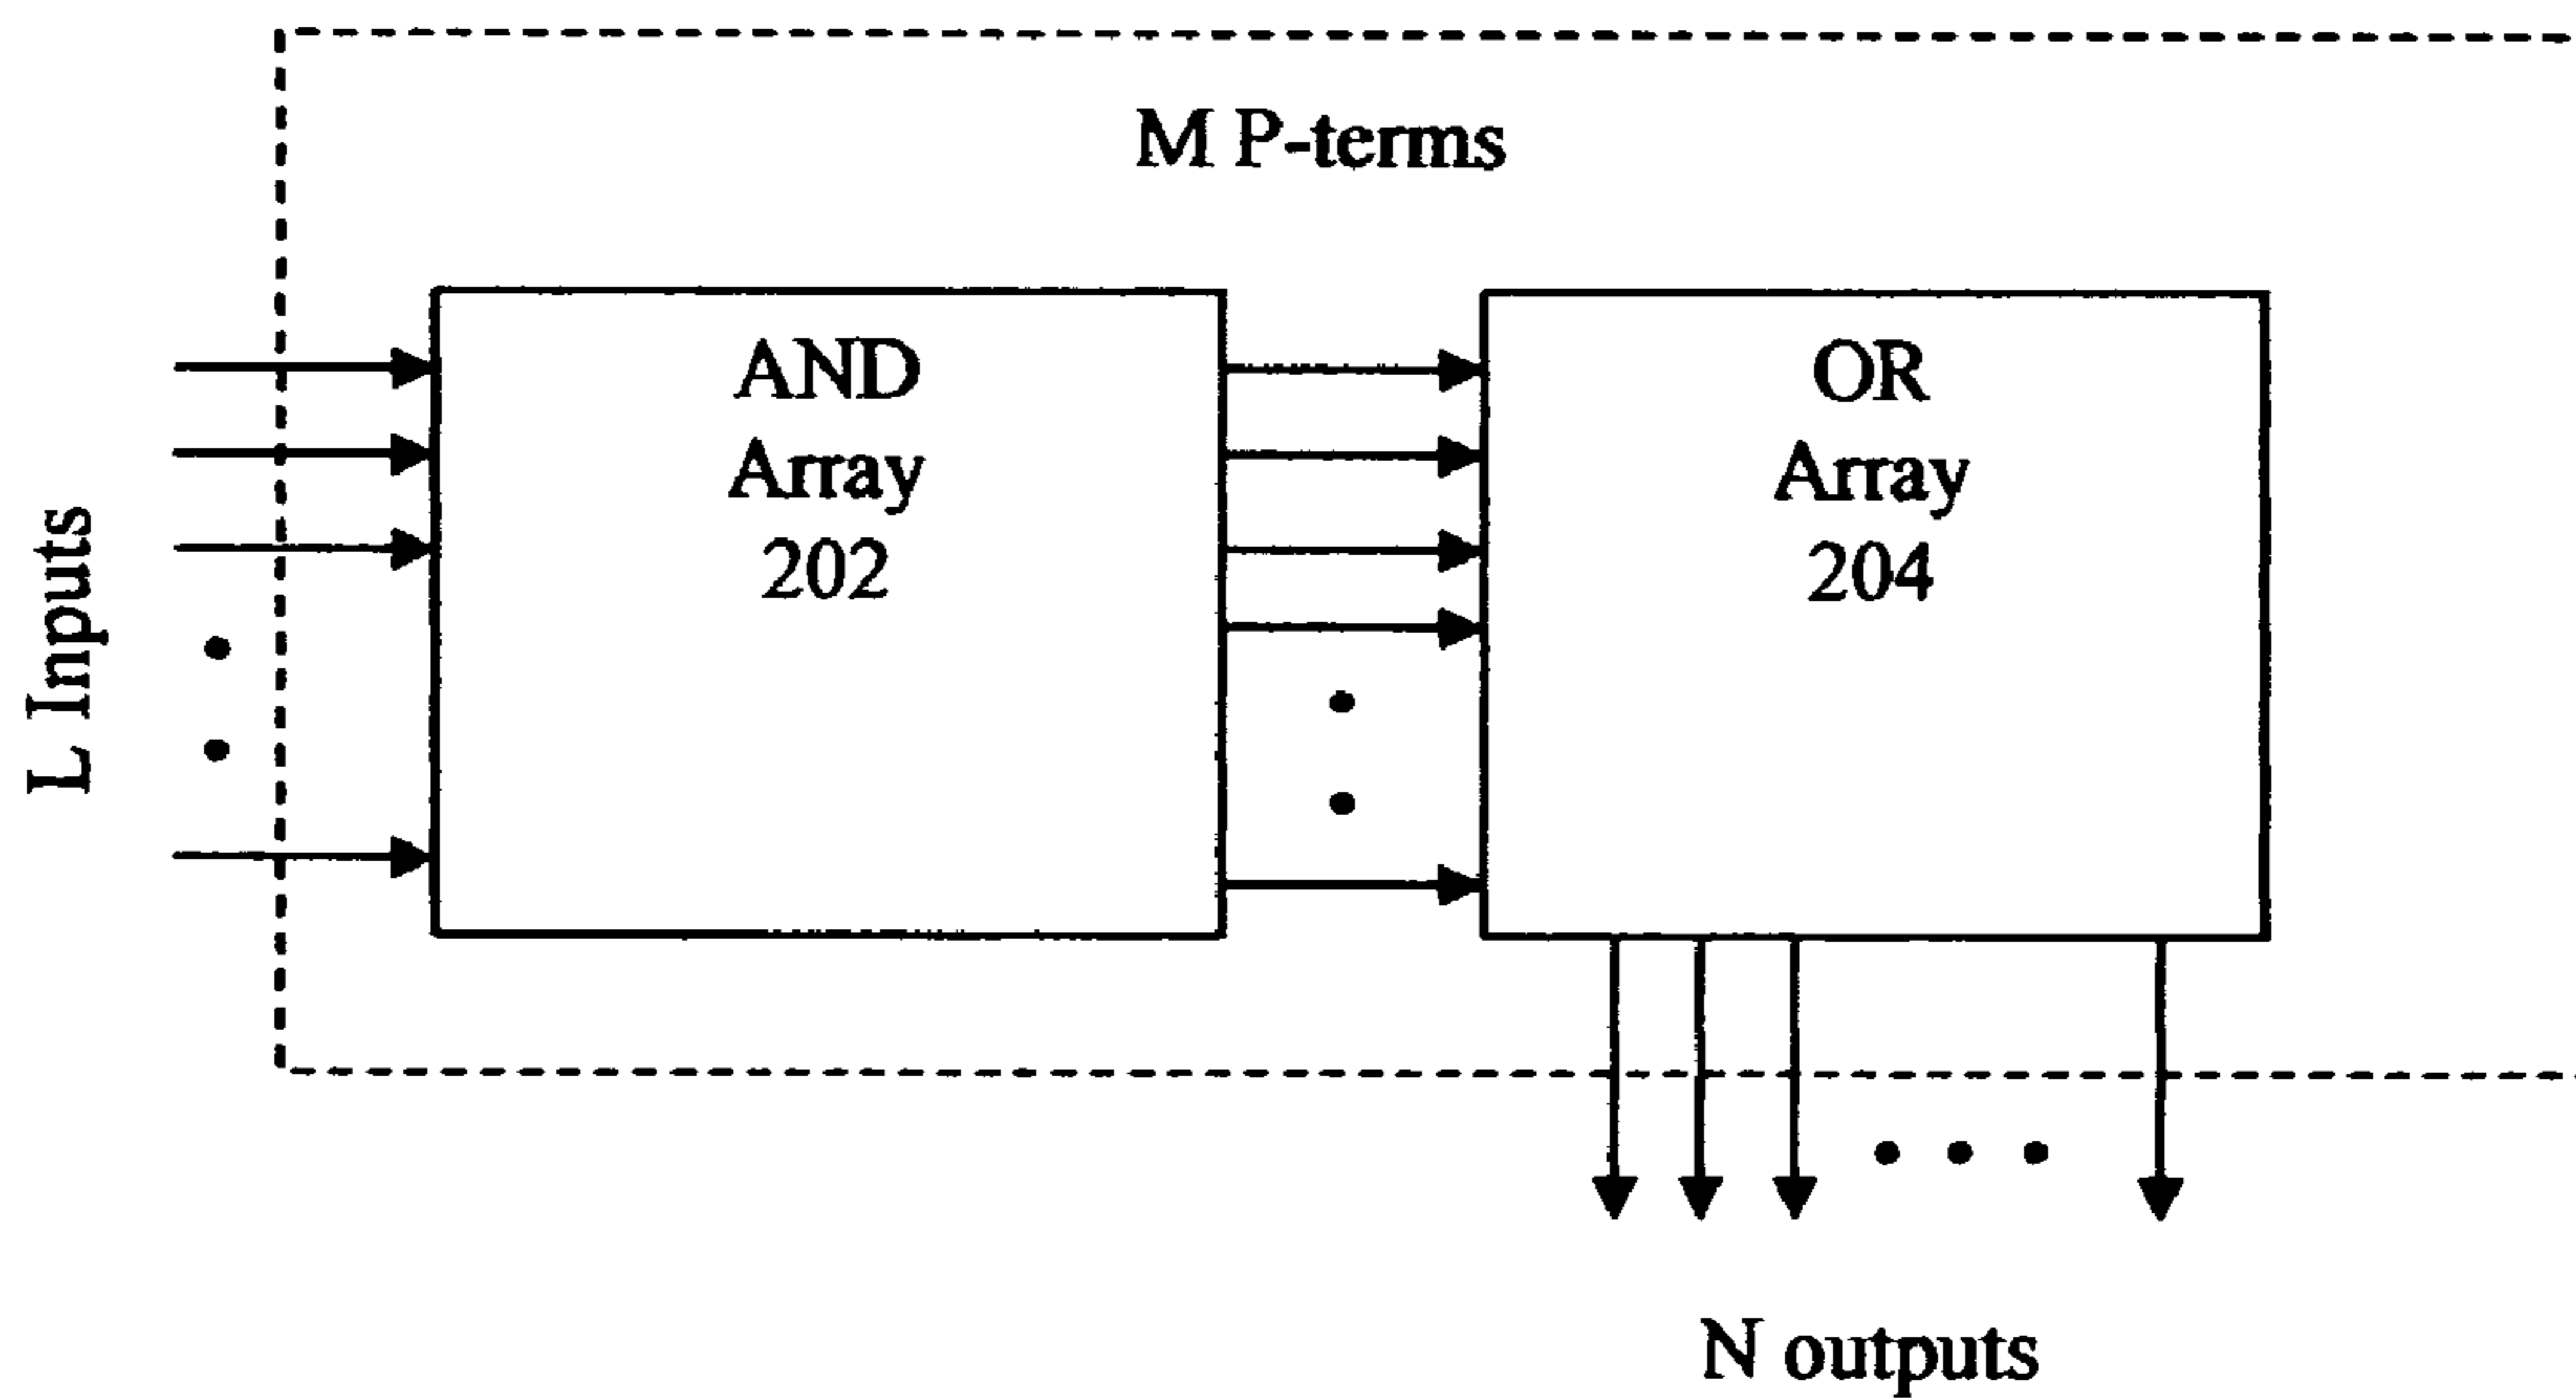 M P-terms
L Inputs
AND
Array
202
OR
Array
204
N outputs